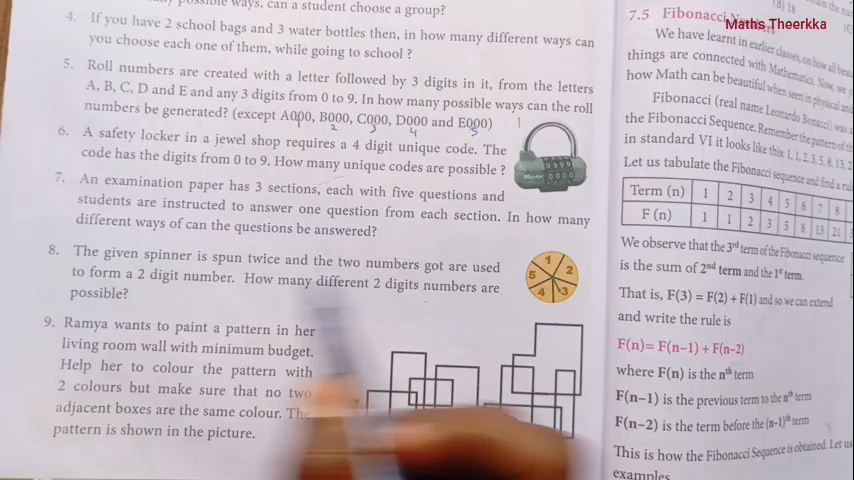 possible ways, can a student choose a group?
4. If you have 2 school bags and 3 water bottles then, in how many different ways can
you choose each one of them, while going to school ?
5. Roll numbers are created with a letter followed by 3 digits in it, from the letters
A, B, C, D and E and any 3 digits from 0 to 9. In how many possible ways can the roll
numbers be generated? (except A000, B000, C000, D000 and E000)
2 3 4 5
6. A safety locker in a jewel shop requires a 4 digit unique code. The
code has the digits from 0 to 9. How many unique codes are possible ?
7. An examination paper has 3 sections, each with five questions and
students are instructed to answer one question from each section. In how many
different ways of can the questions be answered?
8. The given spinner is spun twice and the two numbers got are used
to form a 2 digit number. How many different 2 digits numbers are
possible?
1
2
5
4 3
9. Ramya wants to paint a pattern in her
living room wall with minimum budget.
Help her to colour the pattern with
2 colours but make sure that no two
adjacent boxes are the same colour. The
pattern is shown in the picture.
(B) 18
Maths Theerkka
7.5 Fibonacci
We have learnt in earlier classes, on how all
things are connected with Mathematics. Now, we
how Math can be beautiful when seen in physical and
Fibonacci (real name Leonardo Bonacci) was
the Fibonacci Sequence. Remember the pattern of
in standard VI it looks like this: 1, 1, 2, 3, 5, 8, 13,
Let us tabulate the Fibonacci sequence and find a
Term (n) 1 2 3 4 5 6 7 8
F (n) 1 1 2 3 5 8 13 21
We observe that the 3rd term of the Fibonacci sequence
is the sum of 2nd term and the 1st term.
That is, F(3) = F(2) + F(1) and so we can extend
and write the rule is
F(n)= F(n−1) + F(n−2)
where F(n) is the nth term
F(n−1) is the previous term to the nth term
F(n−2) is the term before the (n−1)th term
This is how the Fibonacci Sequence is obtained. Let us
examples